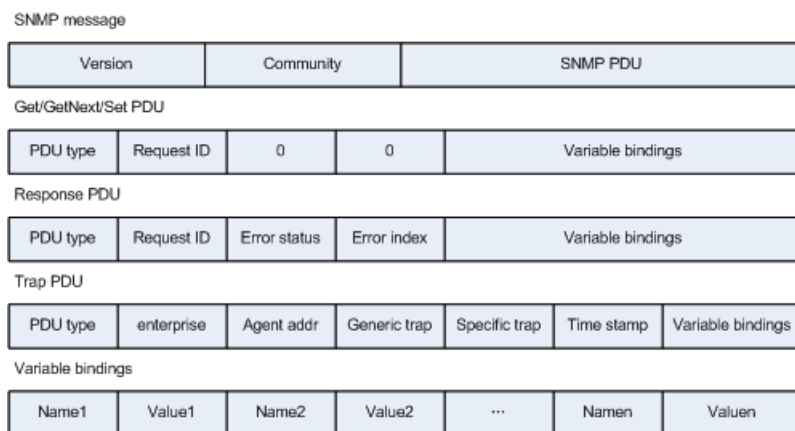 SNMP message
Version Community SNMP PDU
Get/GetNext/Set PDU
PDU type Request ID 0 0 Variable bindings
Response PDU
PDU type Request ID Error status Error index Variable bindings
Trap PDU
PDU type enterprise Agent addr Generic trap Specific trap Time stamp Variable bindings
Variable bindings
Name1 Value1 Name2 Value2 ... Namen Valuen